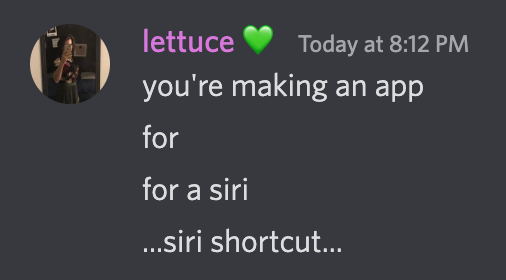 lettuce 💚 Today at 8:12 PM
you're making an app
for
for a siri
...siri shortcut...